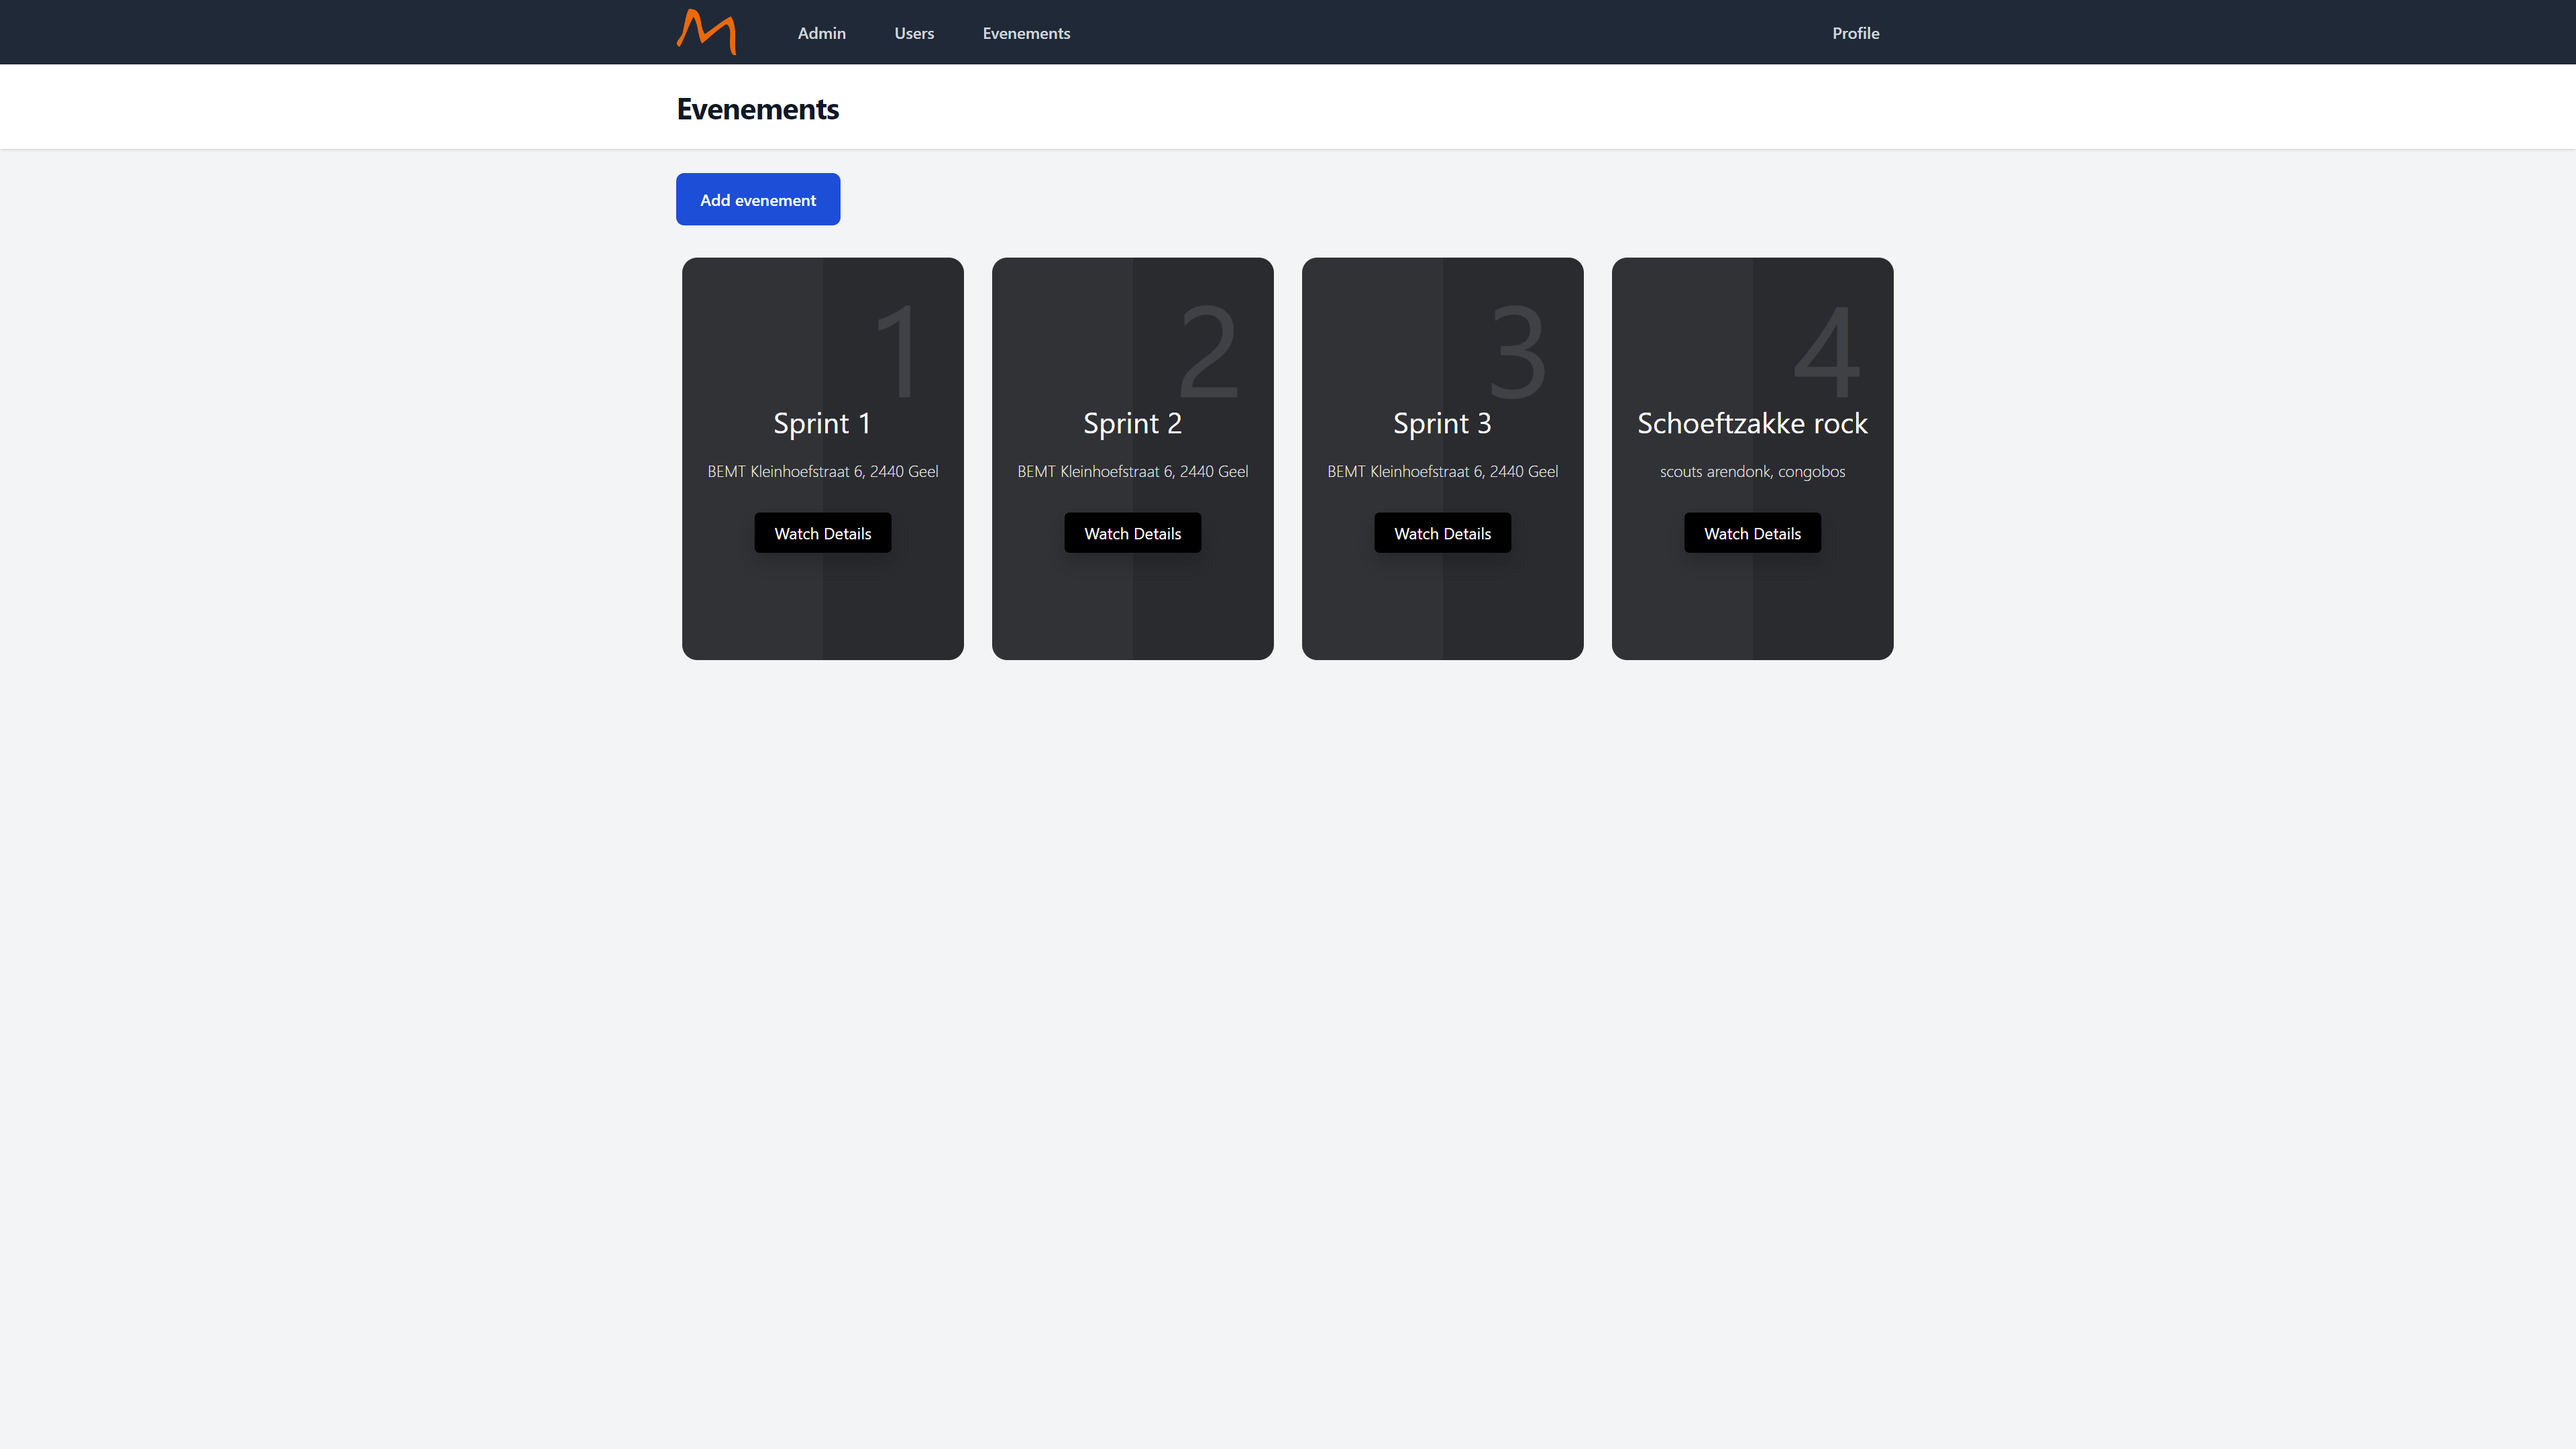 Admin Users Evenements Profile
Evenements
Add evenement
1
Sprint 1
BEMT Kleinhoefstraat 6, 2440 Geel
Watch Details
2
Sprint 2
BEMT Kleinhoefstraat 6, 2440 Geel
Watch Details
3
Sprint 3
BEMT Kleinhoefstraat 6, 2440 Geel
Watch Details
4
Schoeftzakke rock
scouts arendonk, congobos
Watch Details